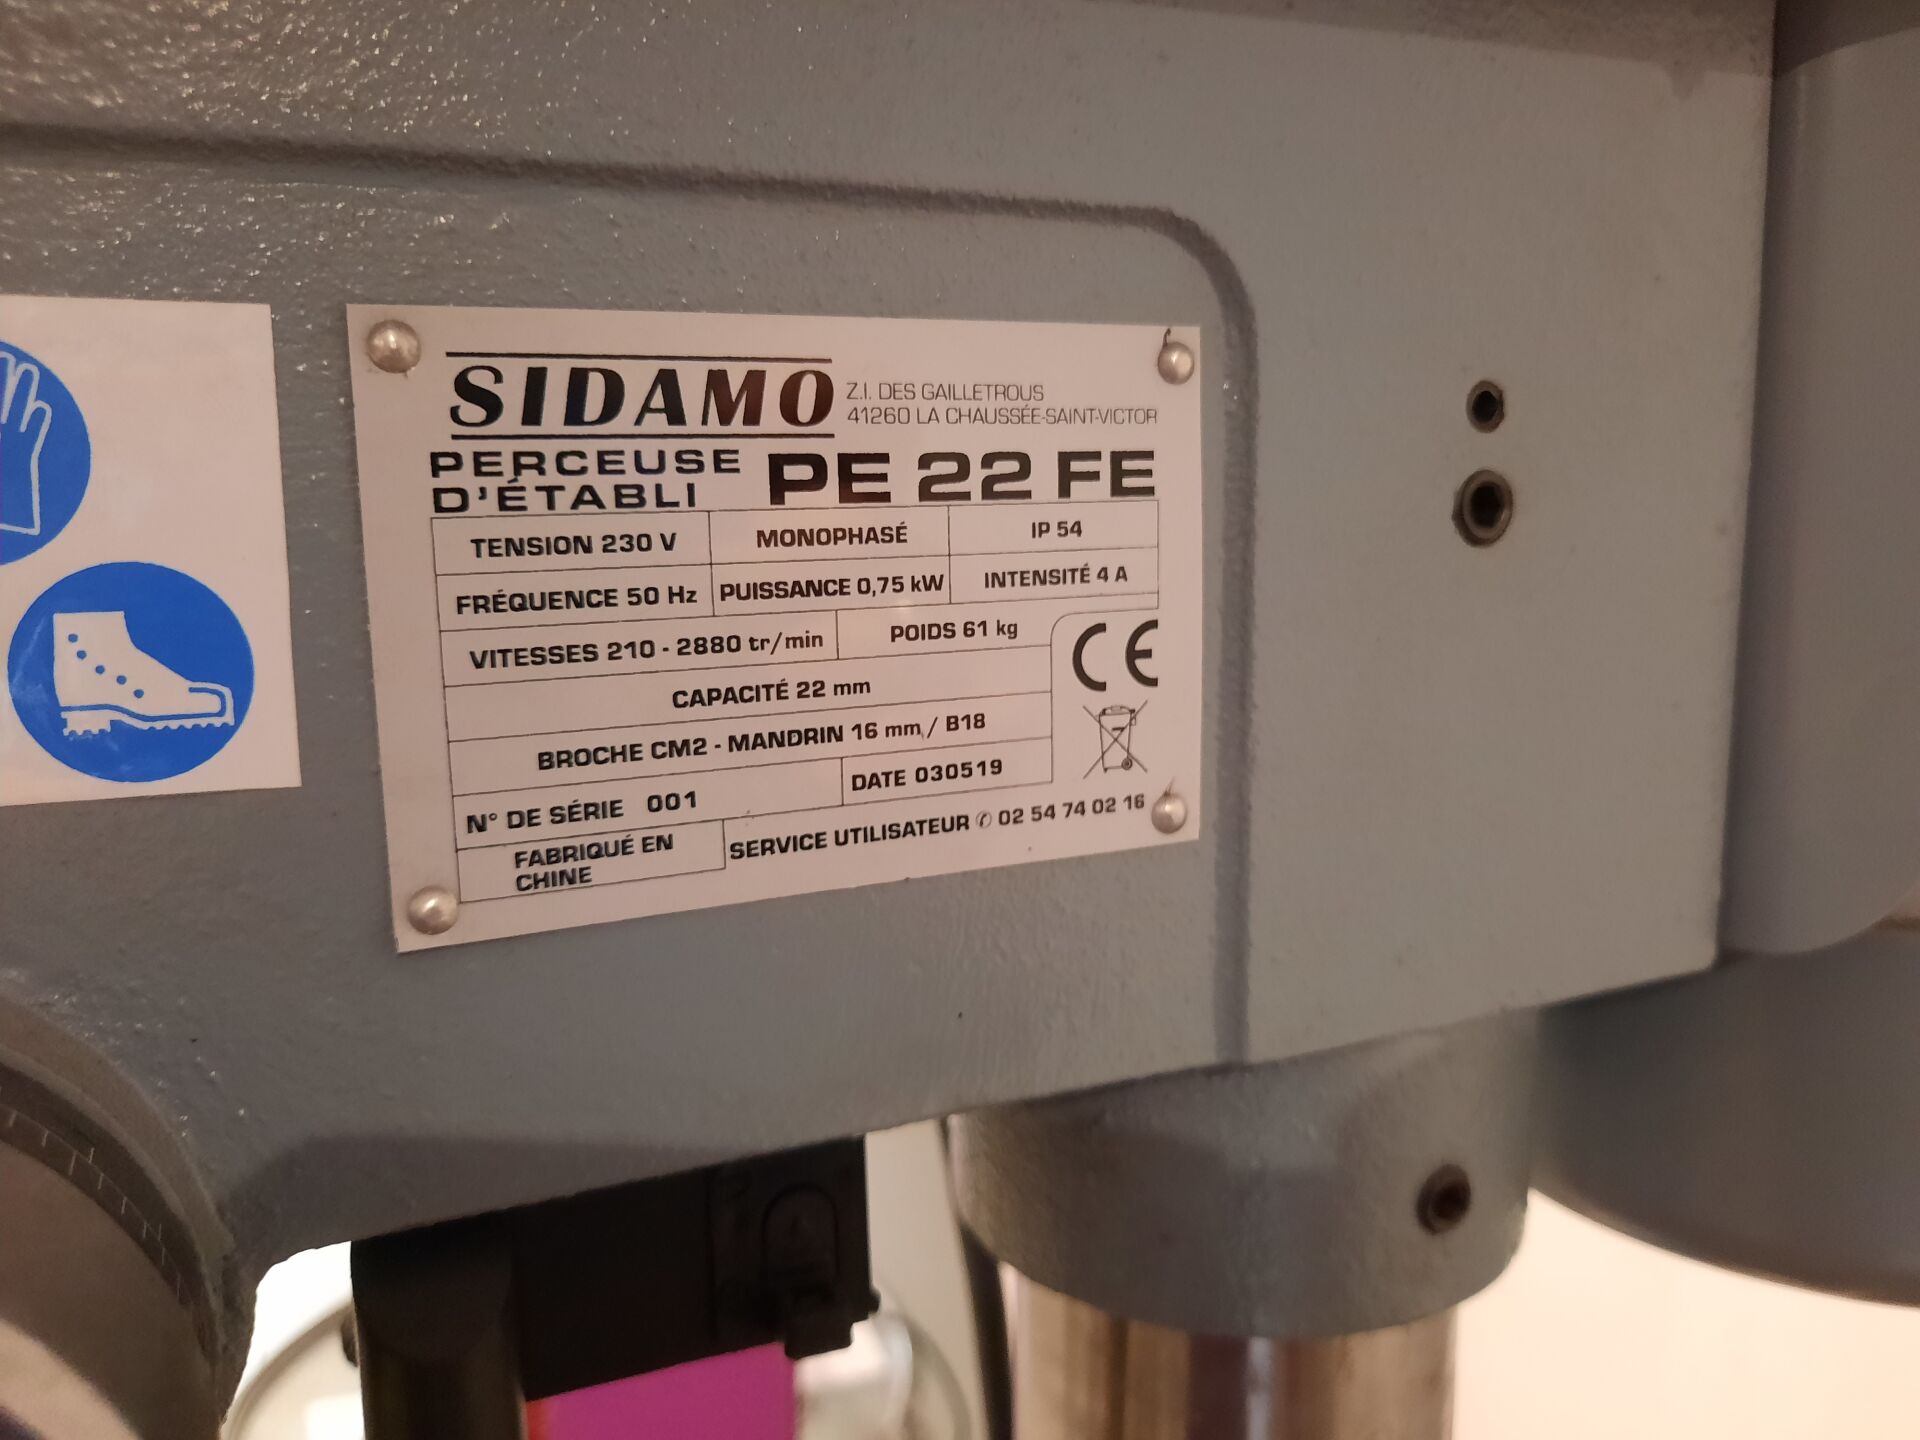 SIDAMO
Z.I. DES GAILLETROUS
41260 LA CHAUSSÉE-SAINT-VICTOR
PERCEUSE
D'ÉTABLI
PE 22 FE
TENSION 230 V
MONOPHASÉ
IP 54
FRÉQUENCE 50 Hz
PUISSANCE 0,75 kW
INTENSITÉ 4 A
VITESSES 210 - 2880 tr/min
POIDS 61 kg
CE
CAPACITÉ 22 mm
BROCHE CM2 - MANDRIN 16 mm / B18
N° DE SÉRIE 001
DATE 030519
FABRIQUÉ EN
CHINE
SERVICE UTILISATEUR ✆ 02 54 74 02 16